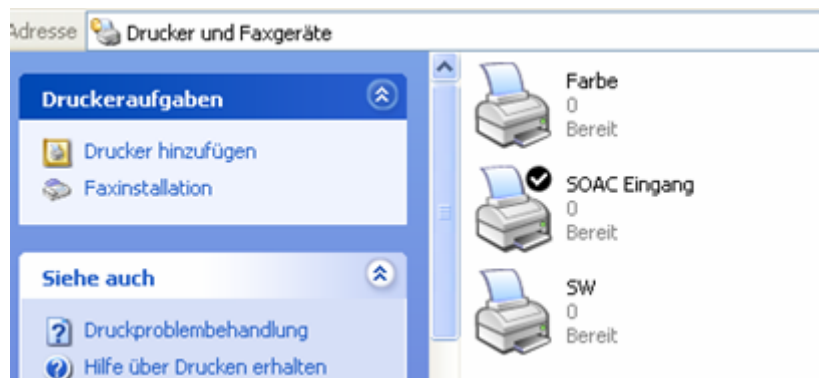 Adresse Drucker und Faxgeräte
Druckeraufgaben
Drucker hinzufügen
Faxinstallation
Siehe auch
Druckproblembehandlung
Hilfe über Drucken erhalten
Farbe
0
Bereit
SOAC Eingang
0
Bereit
SW
0
Bereit